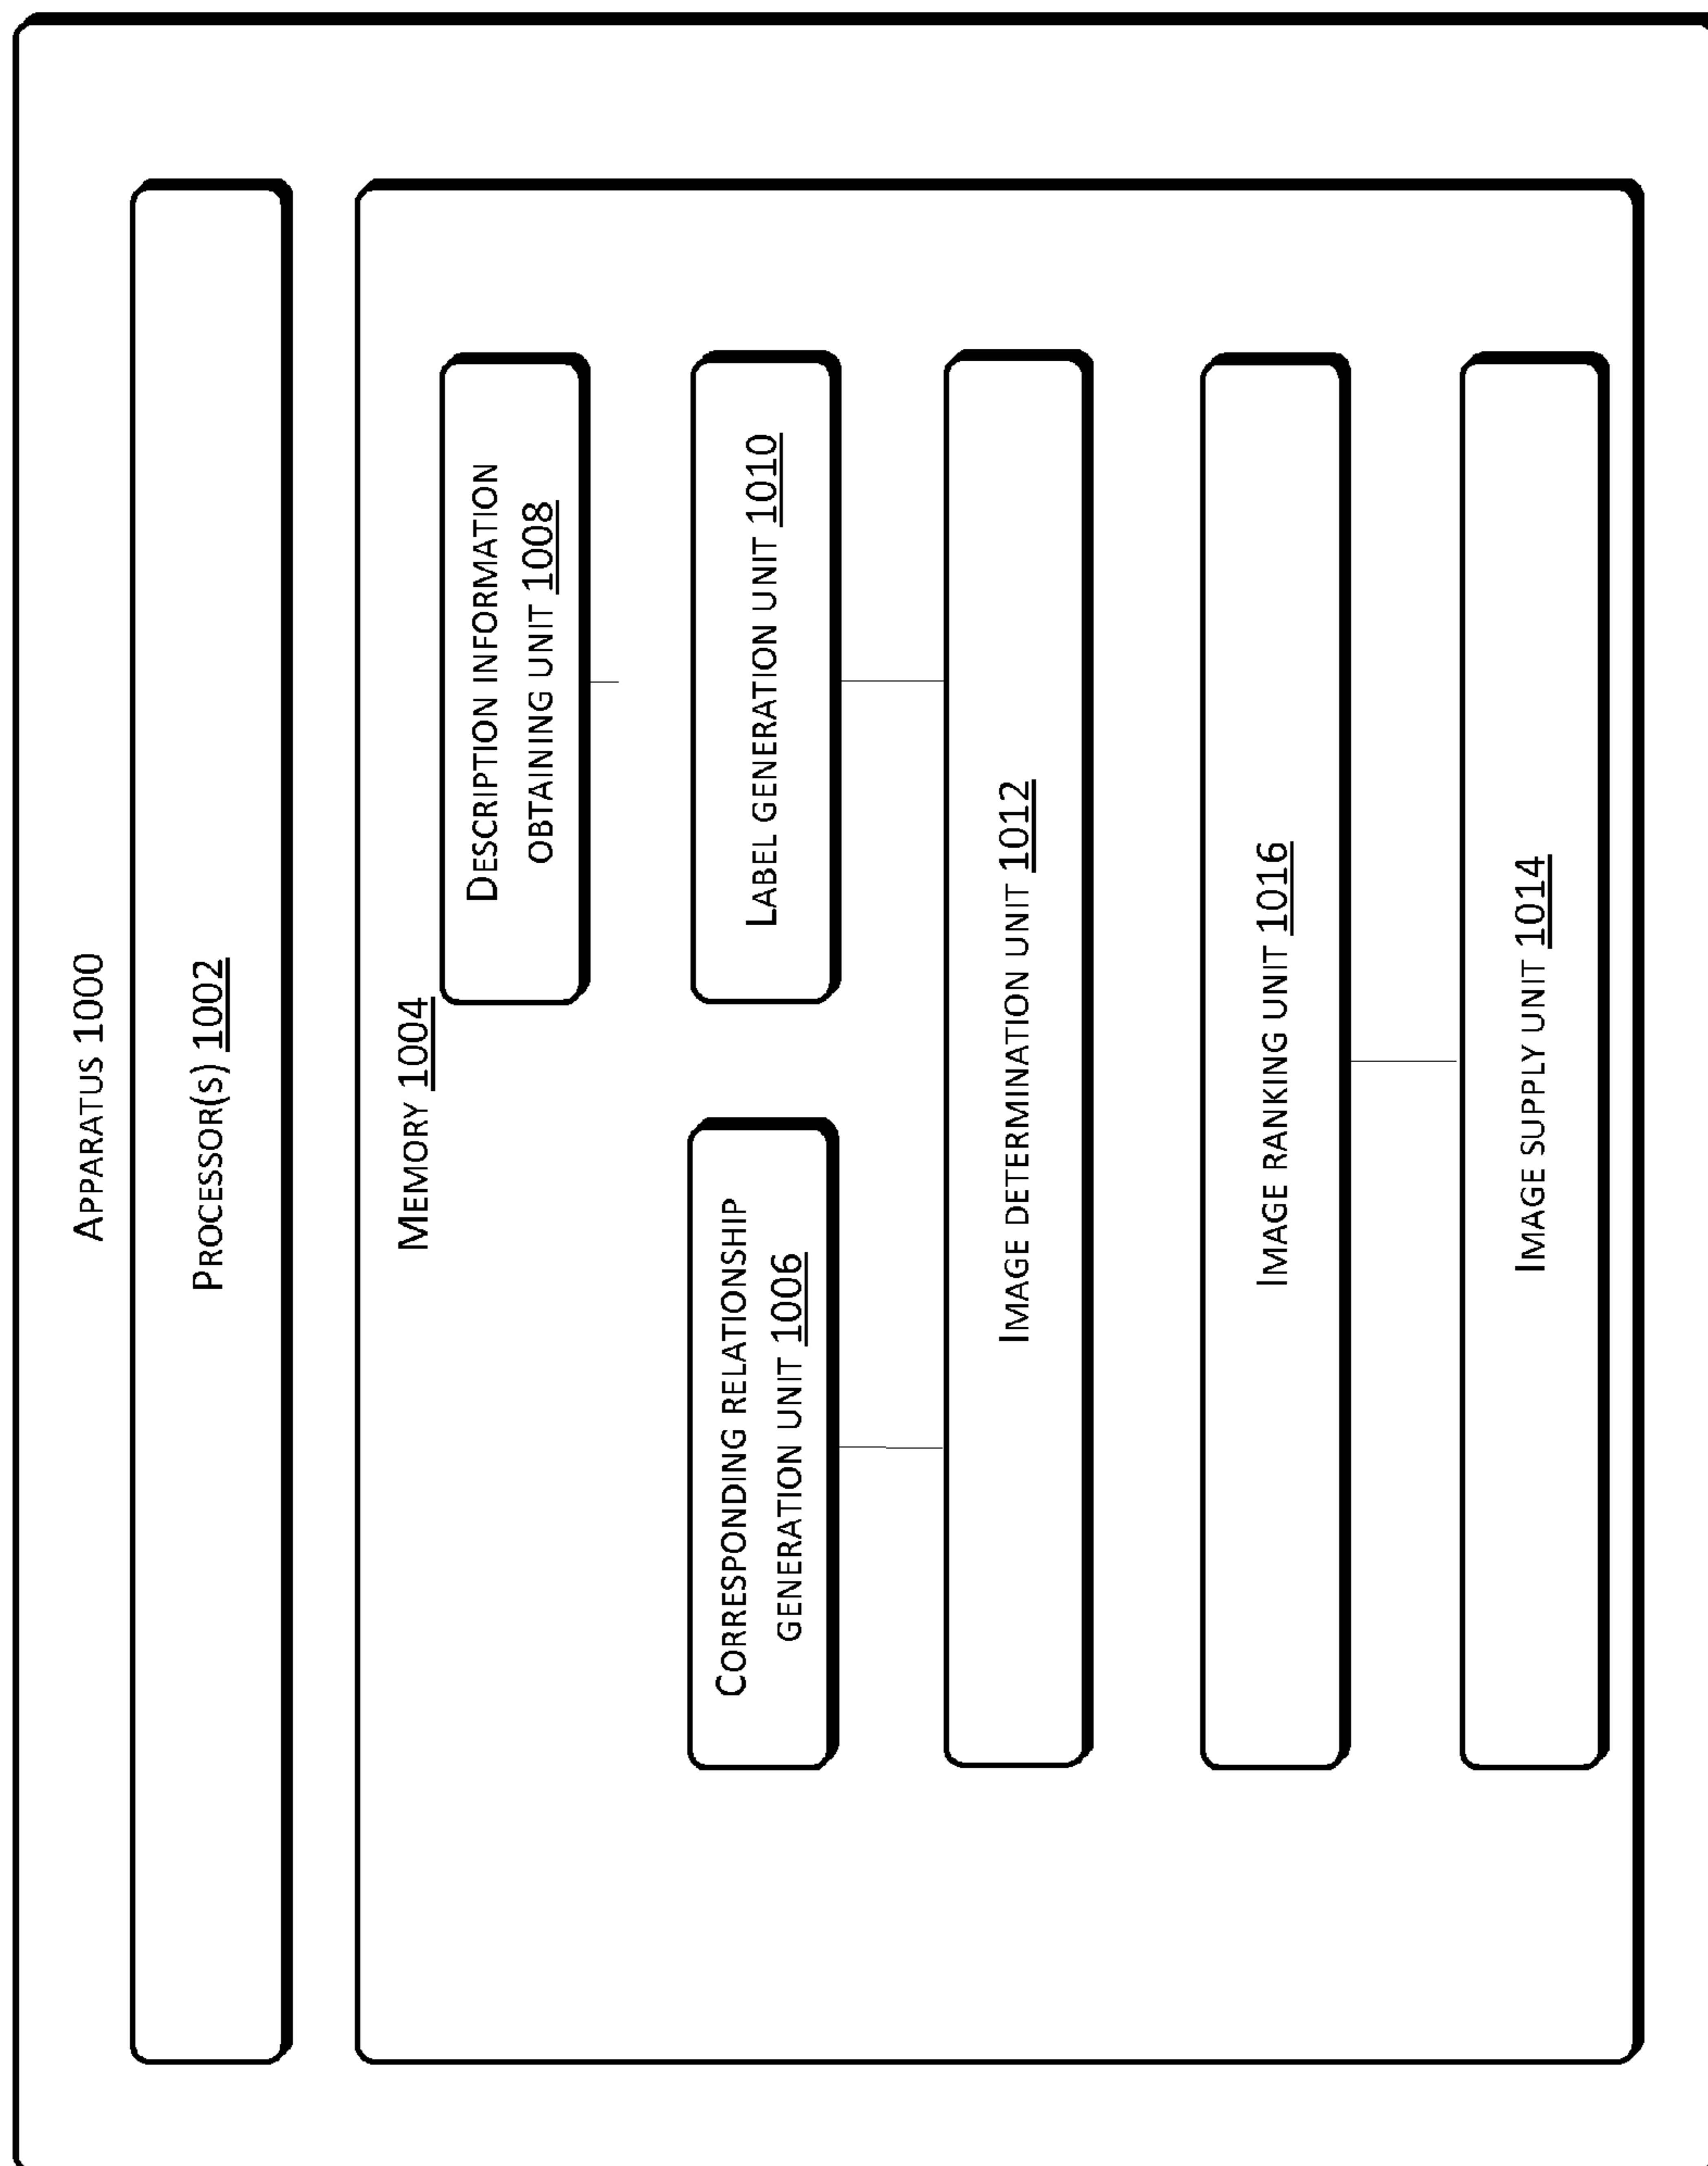 Apparatus 1000
Processor(s) 1002
Memory 1004
Description information
obtaining unit 1008
Corresponding relationship
generation unit 1006
Label generation unit 1010
Image determination unit 1012
Image ranking unit 1016
Image supply unit 1014